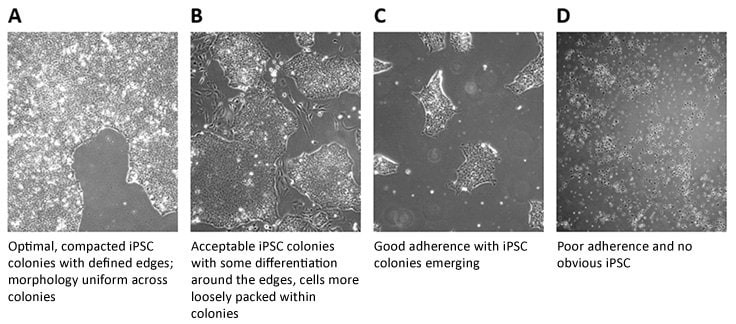 A
B
C
D
Optimal, compacted iPSC
colonies with defined edges;
morphology uniform across
colonies
Acceptable iPSC colonies
with some differentiation
around the edges, cells more
loosely packed within
colonies
Good adherence with iPSC
colonies emerging
Poor adherence and no
obvious iPSC